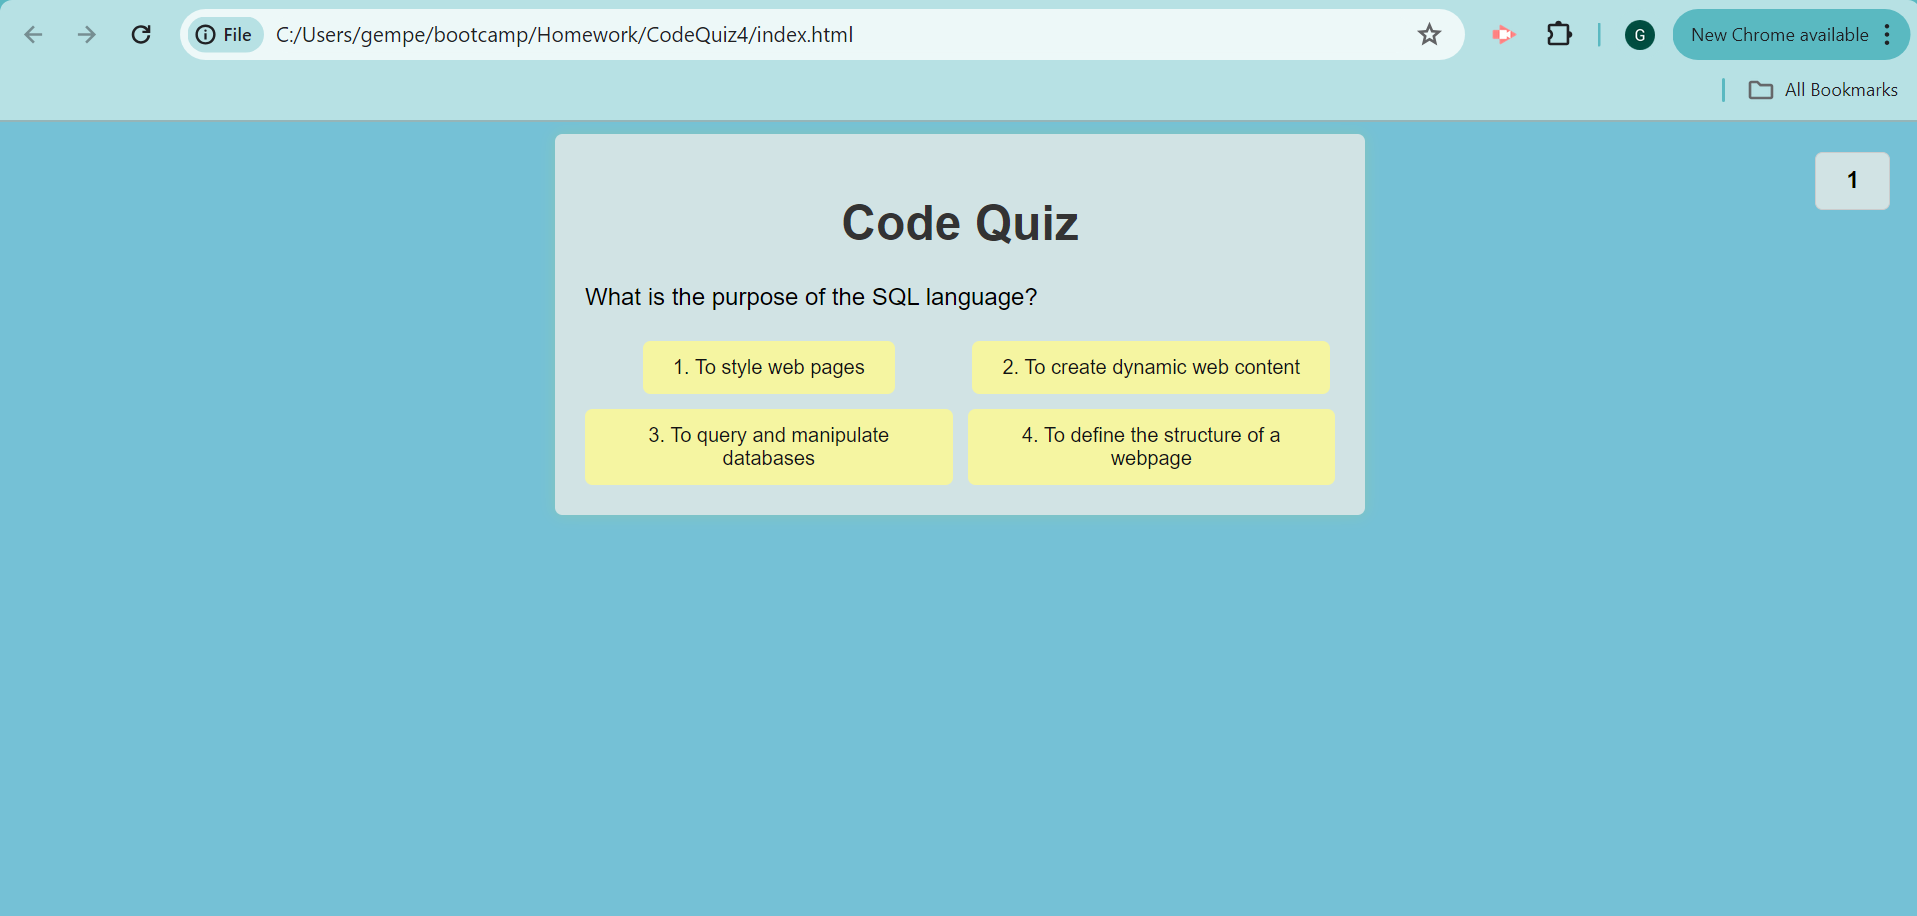 File C:/Users/gempe/bootcamp/Homework/CodeQuiz4/index.html G New Chrome available
All Bookmarks
1
Code Quiz
What is the purpose of the SQL language?
1. To style web pages
2. To create dynamic web content
3. To query and manipulate
databases
4. To define the structure of a
webpage